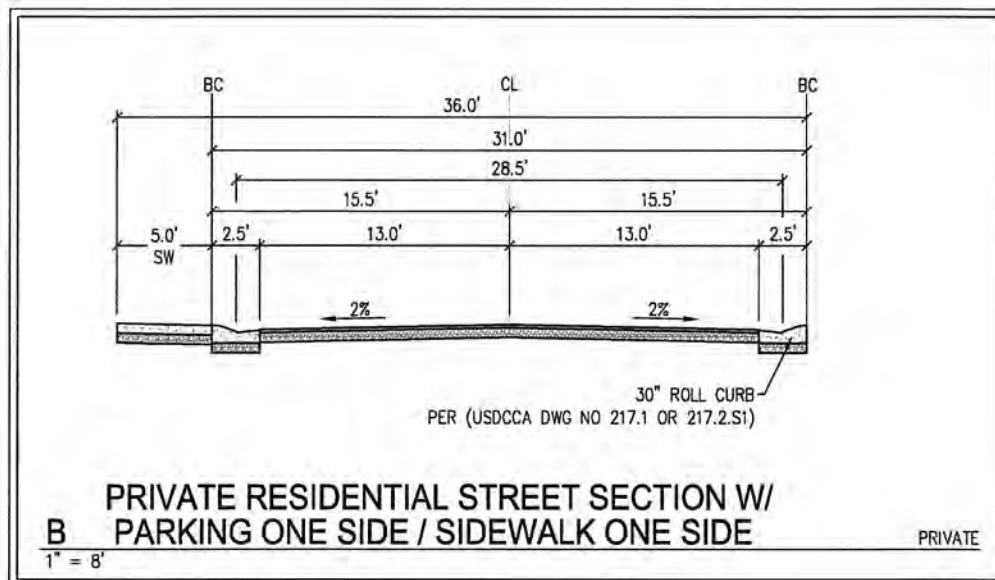 BC CL BC
36.0'
31.0'
28.5'
15.5' 15.5'
5.0' 2.5' 13.0' 13.0' 2.5'
SW
2% 2%
30" ROLL CURB
PER (USDCCA DWG NO 217.1 OR 217.2.S1)
PRIVATE RESIDENTIAL STREET SECTION W/
B PARKING ONE SIDE / SIDEWALK ONE SIDE PRIVATE
1" = 8'